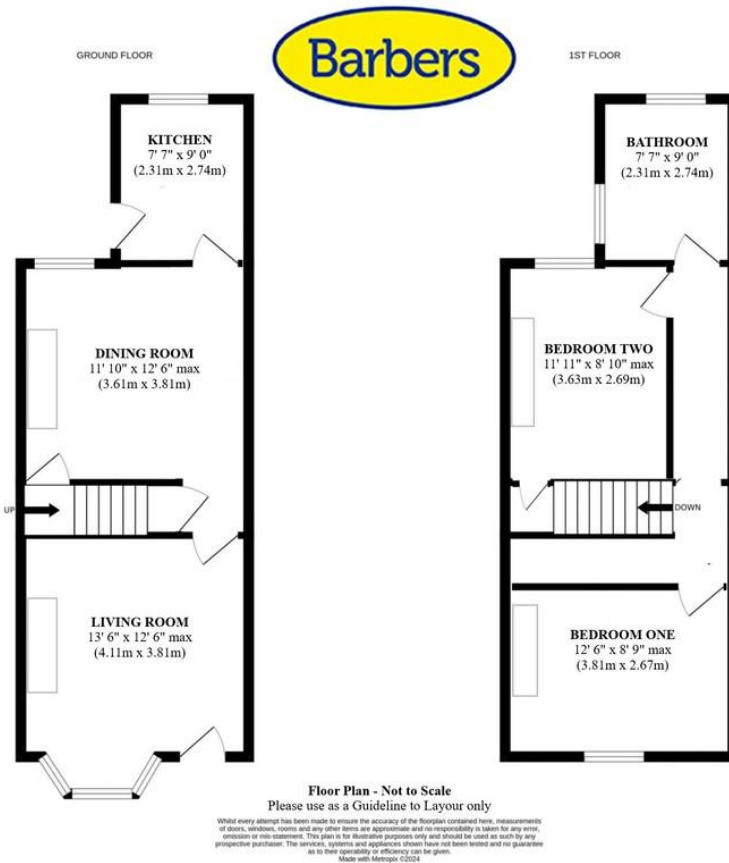 Barbers
GROUND FLOOR
KITCHEN
7' 7" x 9' 0"
(2.31m x 2.74m)
DINING ROOM
11' 10" x 12' 6" max
(3.61m x 3.81m)
UP
LIVING ROOM
13' 6" x 12' 6" max
(4.11m x 3.81m)
1ST FLOOR
BATHROOM
7' 7" x 9' 0"
(2.31m x 2.74m)
BEDROOM TWO
11' 11" x 8' 10" max
(3.63m x 2.69m)
DOWN
BEDROOM ONE
12' 6" x 8' 9" max
(3.81m x 2.67m)
Floor Plan - Not to Scale
Please use as a Guideline to Layour only
Whilst every attempt has been made to ensure the accuracy of the floorplan contained here, measurements
of doors, windows, rooms and any other items are approximate and no responsibility is taken for any error,
omission or mis-statement. This plan is for illustrative purposes only and should be used as such by any
prospective purchaser. The services, systems and appliances shown have not been tested and no guarantee
as to their operability or efficiency can be given.
Made with Metropix ©2024